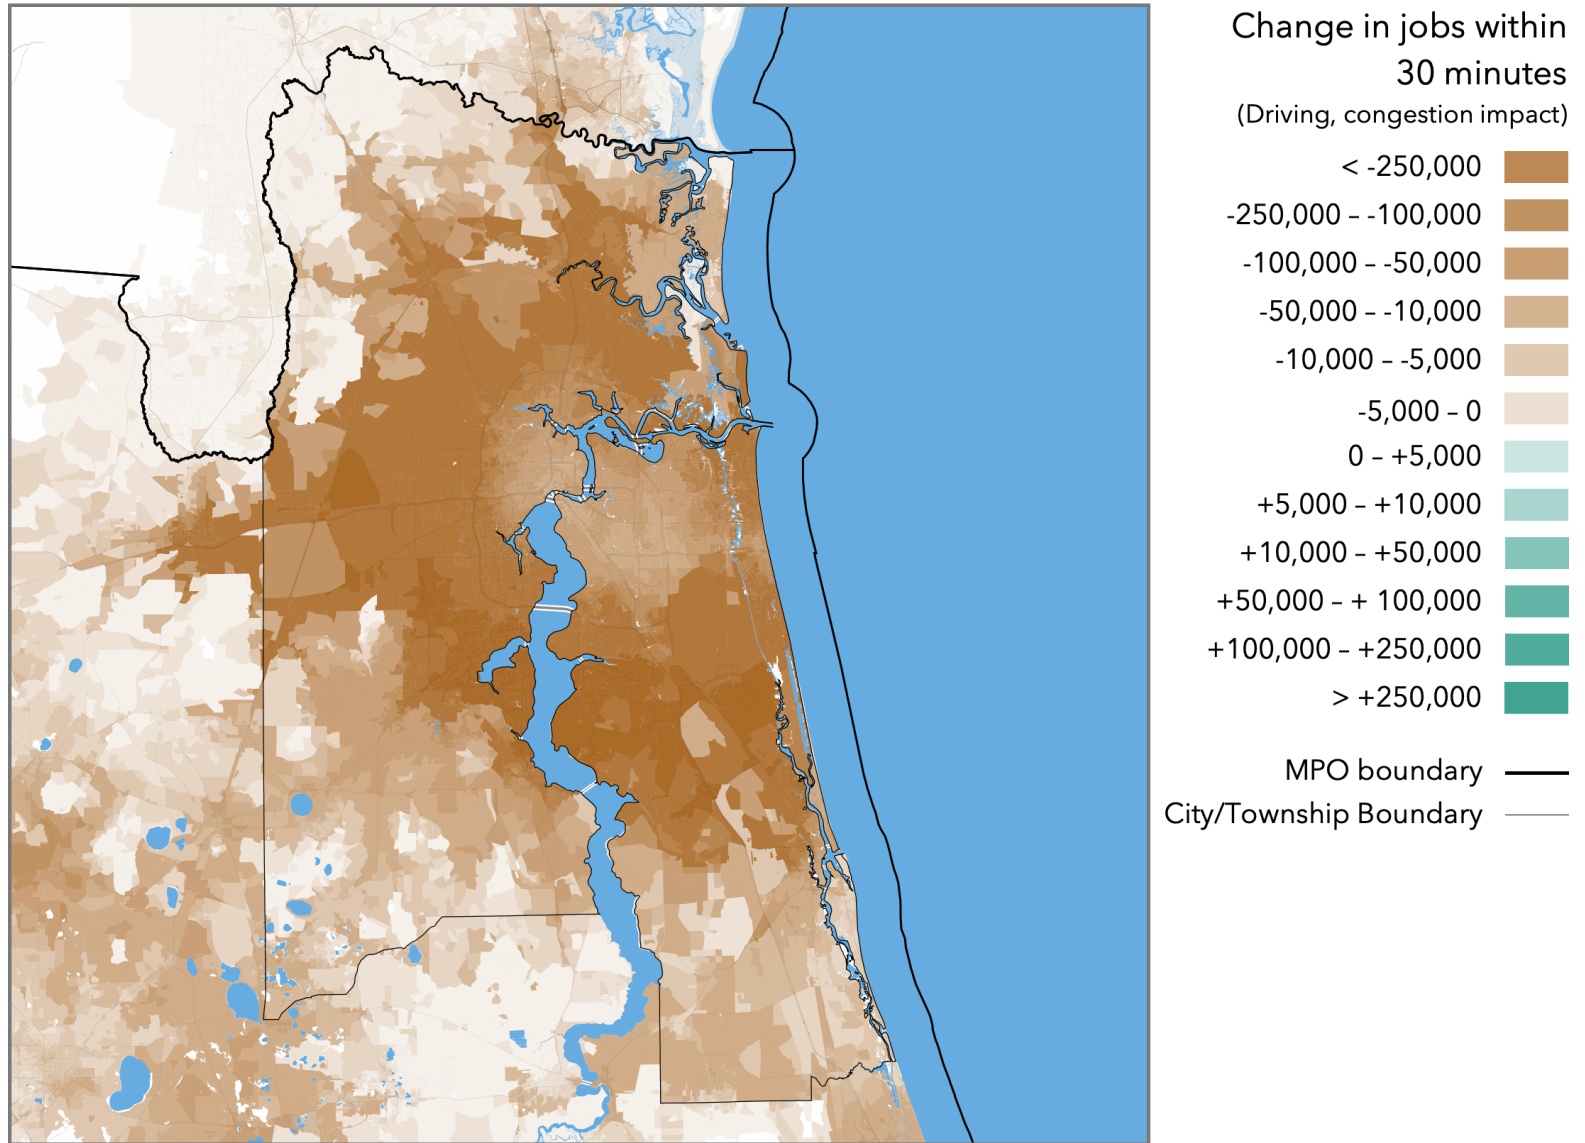 Change in jobs within
30 minutes
(Driving, congestion impact)
< -250,000
-250,000 – -100,000
-100,000 – -50,000
-50,000 – -10,000
-10,000 – -5,000
-5,000 – 0
0 – +5,000
+5,000 – +10,000
+10,000 – +50,000
+50,000 – + 100,000
+100,000 – +250,000
> +250,000
MPO boundary
City/Township Boundary